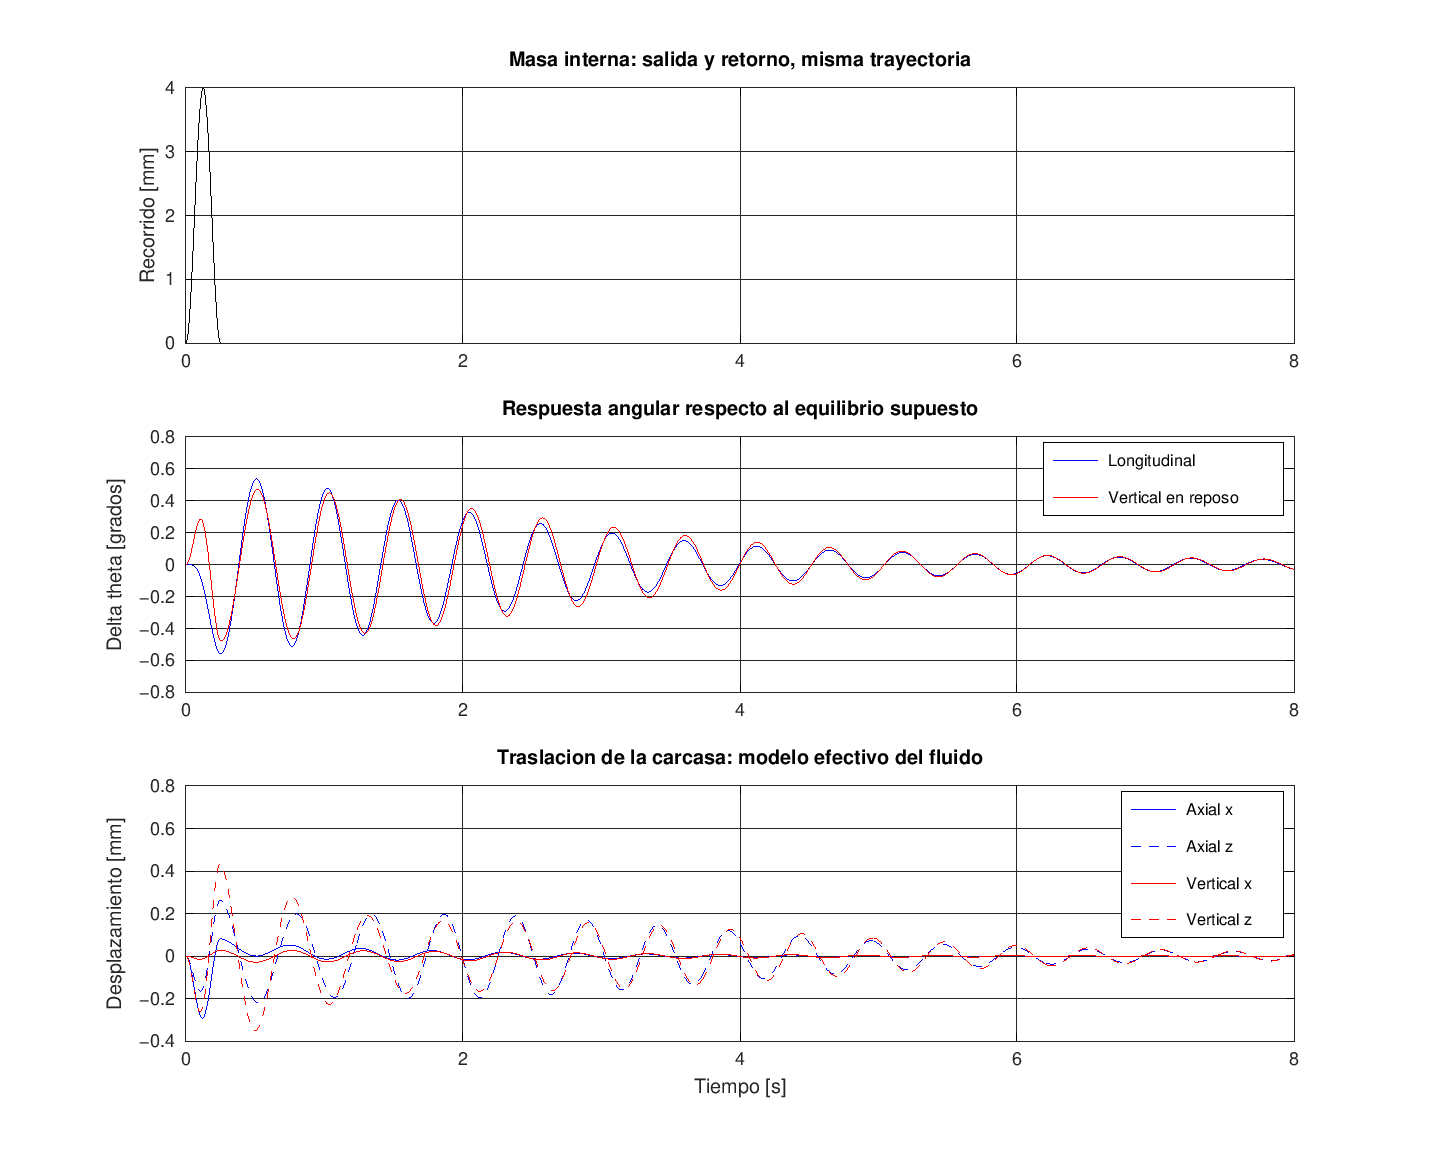 Masa interna: salida y retorno, misma trayectoria
Recorrido [mm]
4
3
2
1
0
0 2 4 6 8
Respuesta angular respecto al equilibrio supuesto
Delta theta [grados]
0.8
0.6
0.4
0.2
0
−0.2
−0.4
−0.6
−0.8
0 2 4 6 8
Longitudinal
Vertical en reposo
Traslacion de la carcasa: modelo efectivo del fluido
Desplazamiento [mm]
0.8
0.6
0.4
0.2
0
−0.2
−0.4
0 2 4 6 8
Axial x
Axial z
Vertical x
Vertical z
Tiempo [s]